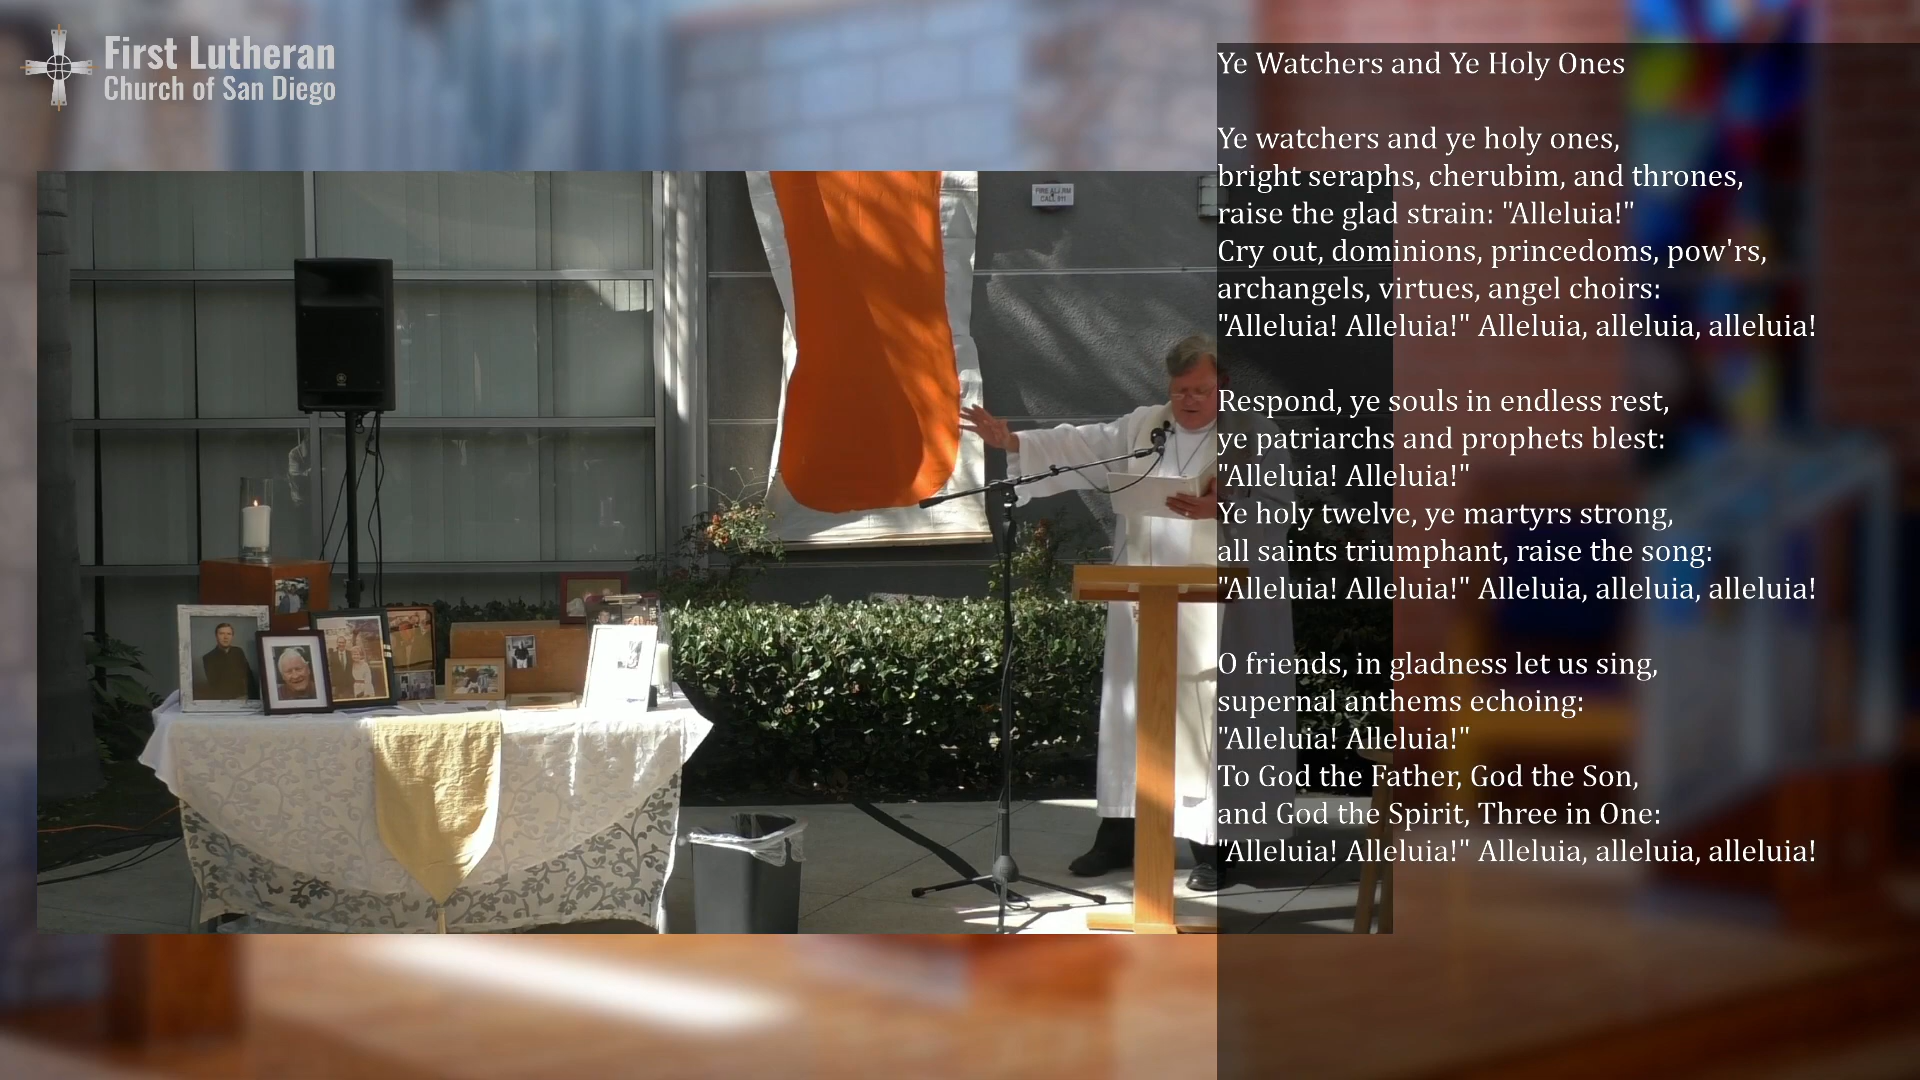 First Lutheran
Church of San Diego
FIRE ALARM
CALL 911
Ye Watchers and Ye Holy Ones
Ye watchers and ye holy ones,
bright seraphs, cherubim, and thrones,
raise the glad strain: "Alleluia!"
Cry out, dominions, princedoms, pow'rs,
archangels, virtues, angel choirs:
"Alleluia! Alleluia!" Alleluia, alleluia, alleluia!
Respond, ye souls in endless rest,
ye patriarchs and prophets blest:
"Alleluia! Alleluia!"
Ye holy twelve, ye martyrs strong,
all saints triumphant, raise the song:
"Alleluia! Alleluia!" Alleluia, alleluia, alleluia!
O friends, in gladness let us sing,
supernal anthems echoing:
"Alleluia! Alleluia!"
To God the Father, God the Son,
and God the Spirit, Three in One:
"Alleluia! Alleluia!" Alleluia, alleluia, alleluia!